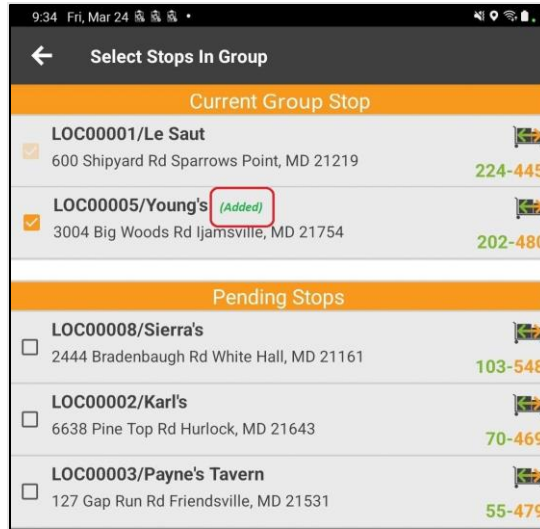 9:34 Fri, Mar 24
Select Stops In Group
Current Group Stop
LOC00001/Le Saut
600 Shipyard Rd Sparrows Point, MD 21219
224-445
LOC00005/Young's (Added)
3004 Big Woods Rd Ijamsville, MD 21754
202-480
Pending Stops
LOC00008/Sierra's
2444 Bradenbaugh Rd White Hall, MD 21161
103-548
LOC00002/Karl's
6638 Pine Top Rd Hurlock, MD 21643
70-469
LOC00003/Payne's Tavern
127 Gap Run Rd Friendsville, MD 21531
55-479